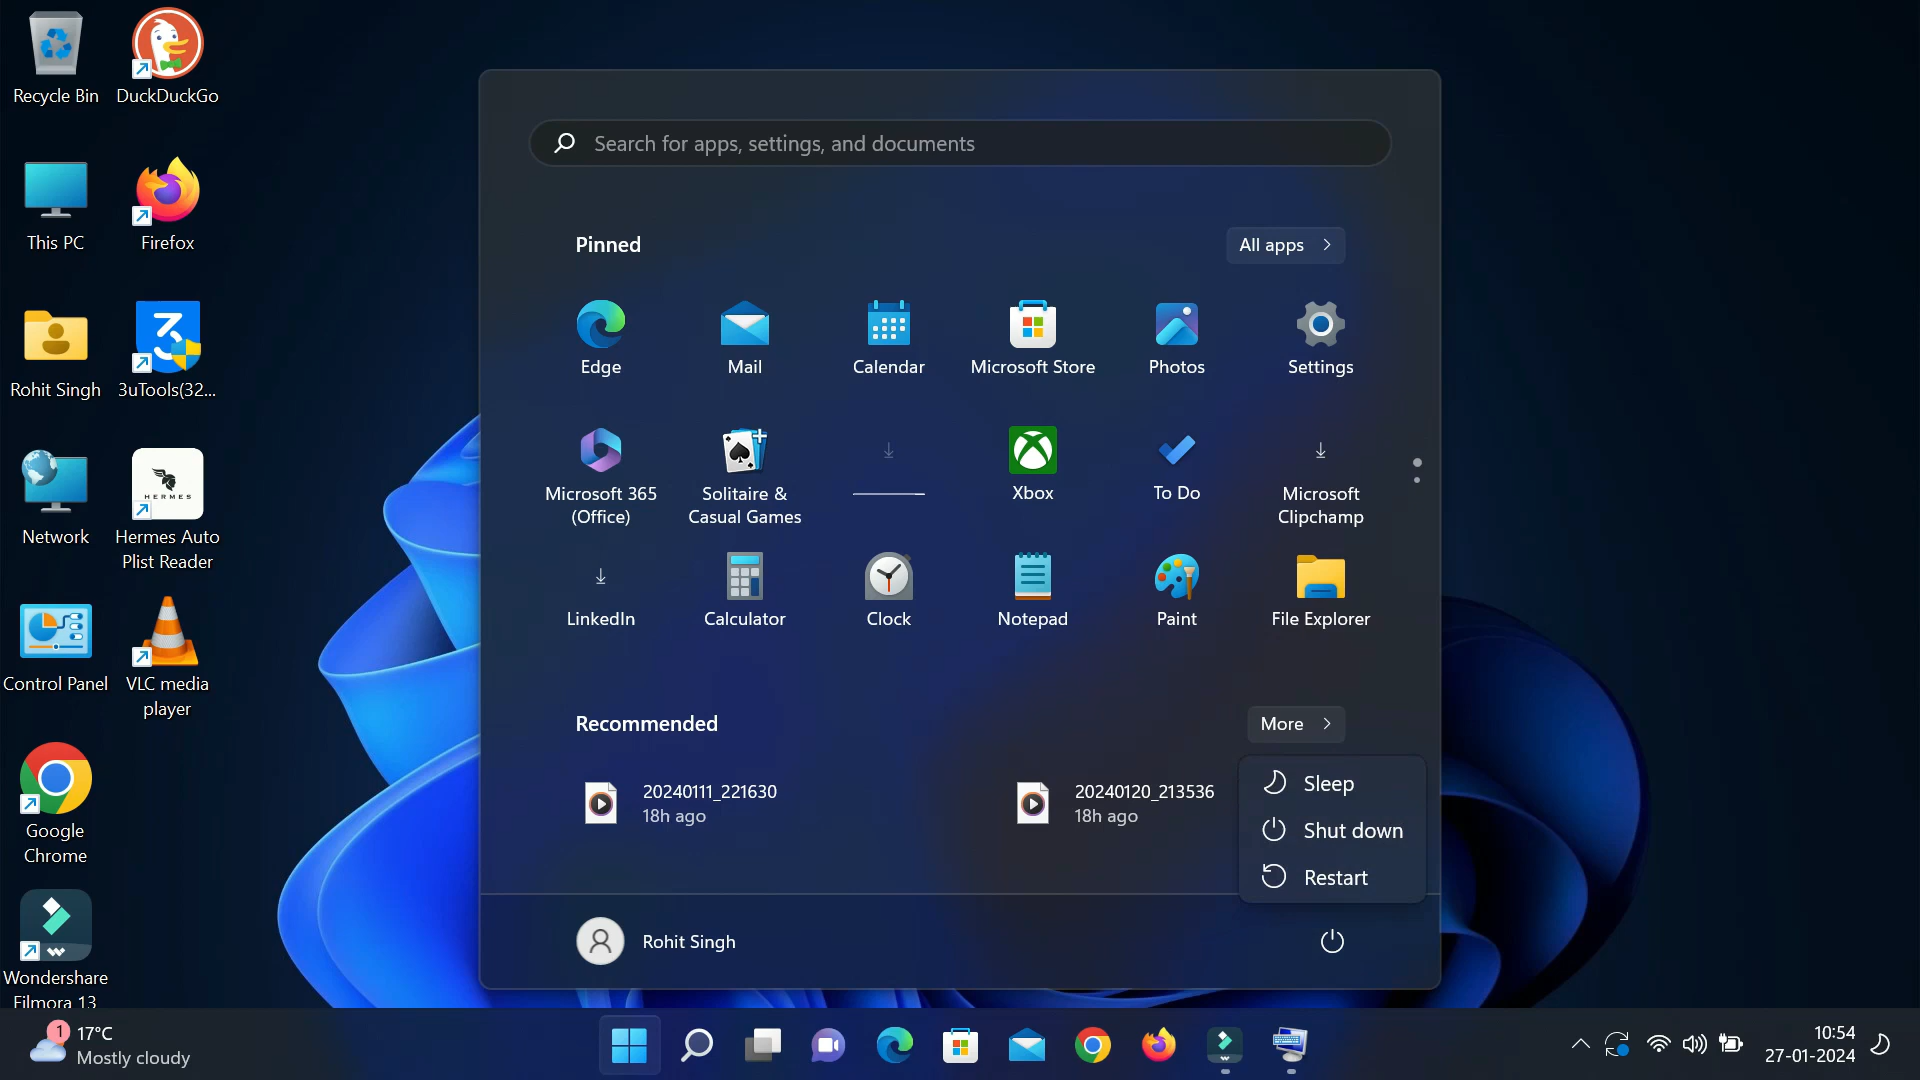 Recycle Bin
DuckDuckGo
This PC
Firefox
Rohit Singh
3uTools(32...
Network
HERMES
Hermes Auto
Plist Reader
Control Panel
VLC media
player
Google
Chrome
Wondershare
Filmora 13
Search for apps, settings, and documents
Pinned
All apps
Edge
Mail
Calendar
Microsoft Store
Photos
Settings
Microsoft 365
(Office)
Solitaire &
Casual Games
Xbox
To Do
Microsoft
Clipchamp
LinkedIn
Calculator
Clock
Notepad
Paint
File Explorer
Recommended
More
20240111_221630
18h ago
20240120_213536
18h ago
Sleep
Shut down
Restart
Rohit Singh
1
17°C
Mostly cloudy
10:54
27-01-2024